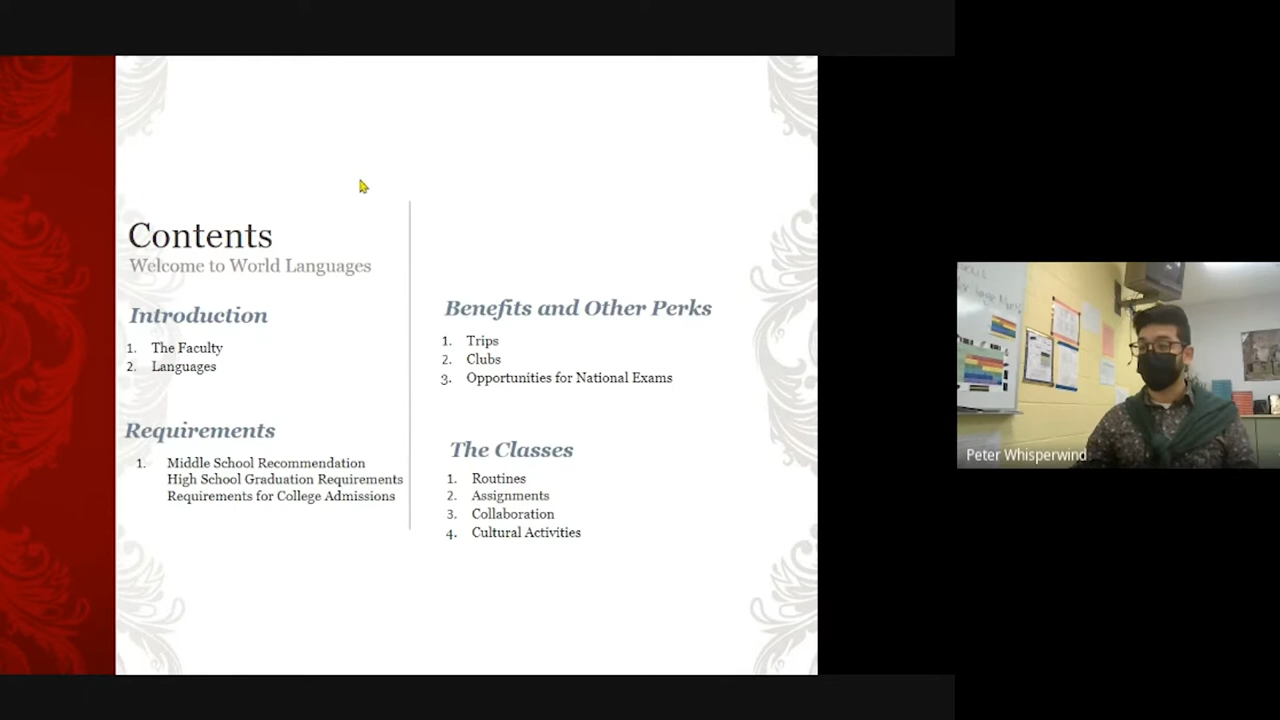 Contents
Welcome to World Languages
Introduction
1. The Faculty
2. Languages
Requirements
1. Middle School Recommendation
High School Graduation Requirements
Requirements for College Admissions
Benefits and Other Perks
1. Trips
2. Clubs
3. Opportunities for National Exams
The Classes
1. Routines
2. Assignments
3. Collaboration
4. Cultural Activities
Peter Whisperwind